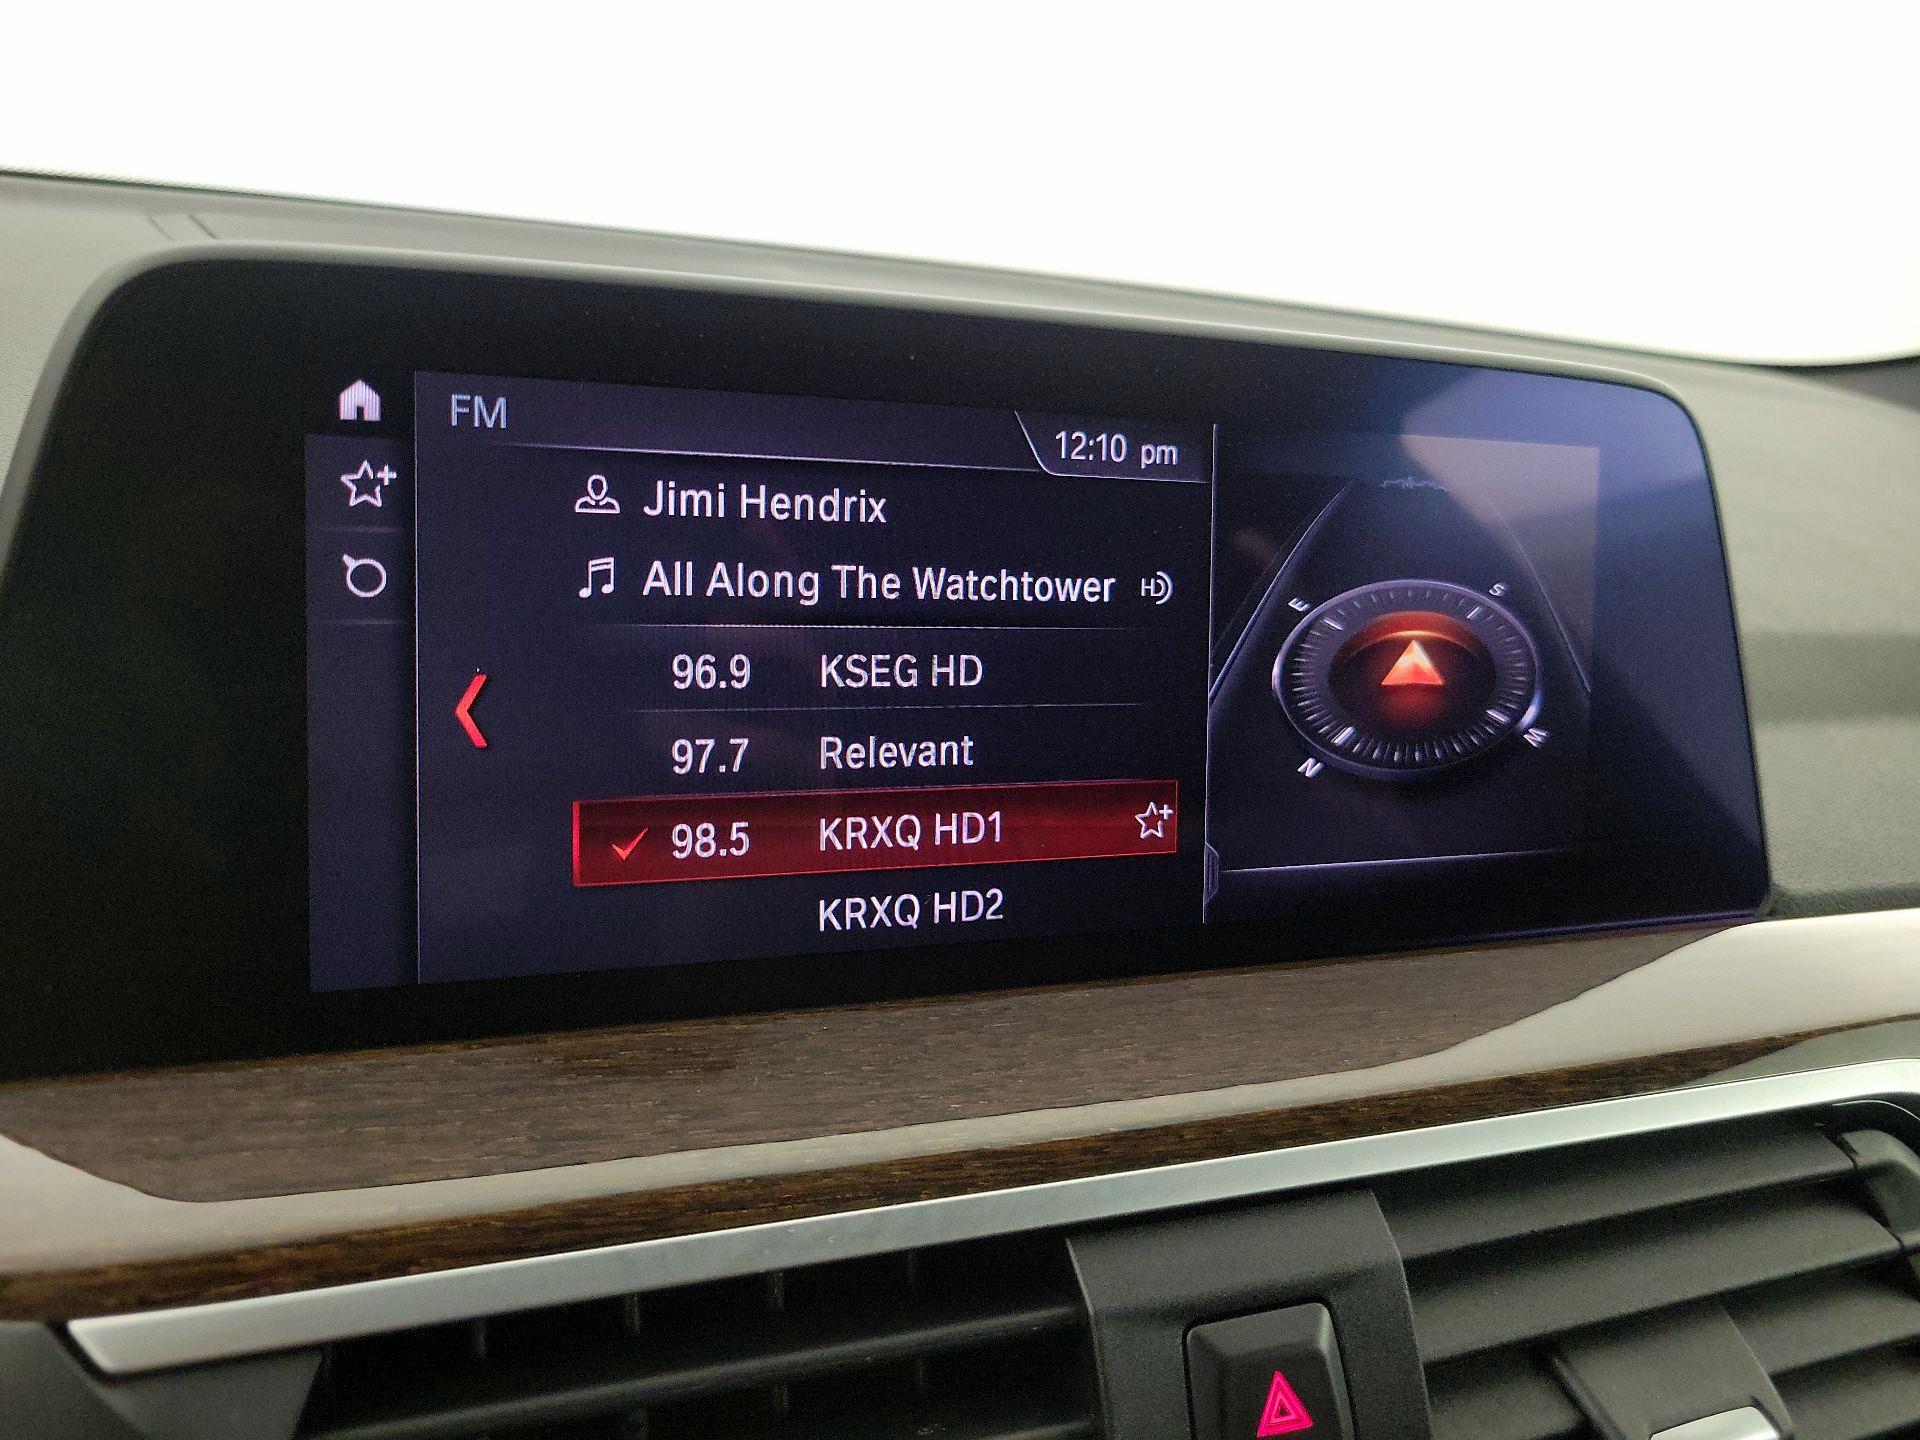 FM
12:10 pm
Jimi Hendrix
All Along The Watchtower HD
96.9 KSEG HD
97.7 Relevant
98.5 KRXQ HD1
KRXQ HD2
E
S
N
W